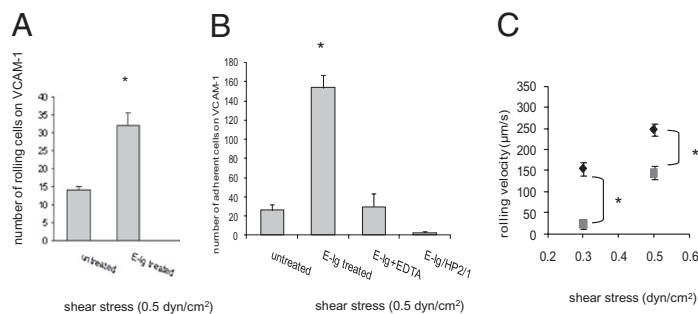 A
number of rolling cells on VCAM-1
40
35
30
25
20
15
10
5
0
*
untreated
E-Ig treated
shear stress (0.5 dyn/cm²)
B
number of adherent cells on VCAM-1
180
160
140
120
100
80
60
40
20
0
*
untreated
E-Ig treated
E-Ig+EDTA
E-Ig/HP2/1
shear stress (0.5 dyn/cm²)
C
rolling velocity(µm/s)
350
300
250
200
150
100
50
0
*
*
0.2 0.3 0.4 0.5 0.6
shear stress (dyn/cm²)